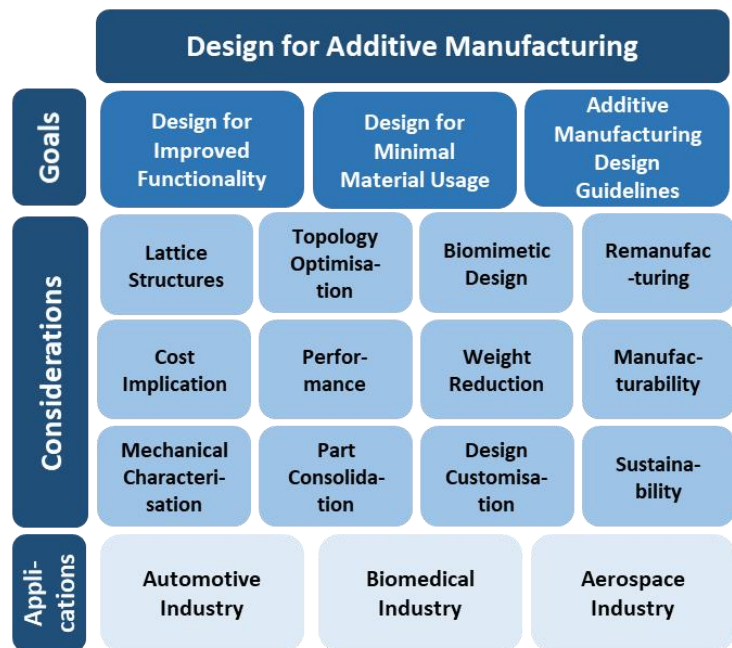 Design for Additive Manufacturing
Goals
Design for
Improved
Functionality
Design for
Minimal
Material Usage
Additive
Manufacturing
Design
Guidelines
Considerations
Lattice
Structures
Topology
Optimisa-
tion
Biomimetic
Design
Remanufac
-turing
Cost
Implication
Perfor-
mance
Weight
Reduction
Manufac-
turability
Mechanical
Characteri-
sation
Part
Consolida-
tion
Design
Customisa-
tion
Sustaina-
bility
Appli-
cations
Automotive
Industry
Biomedical
Industry
Aerospace
Industry